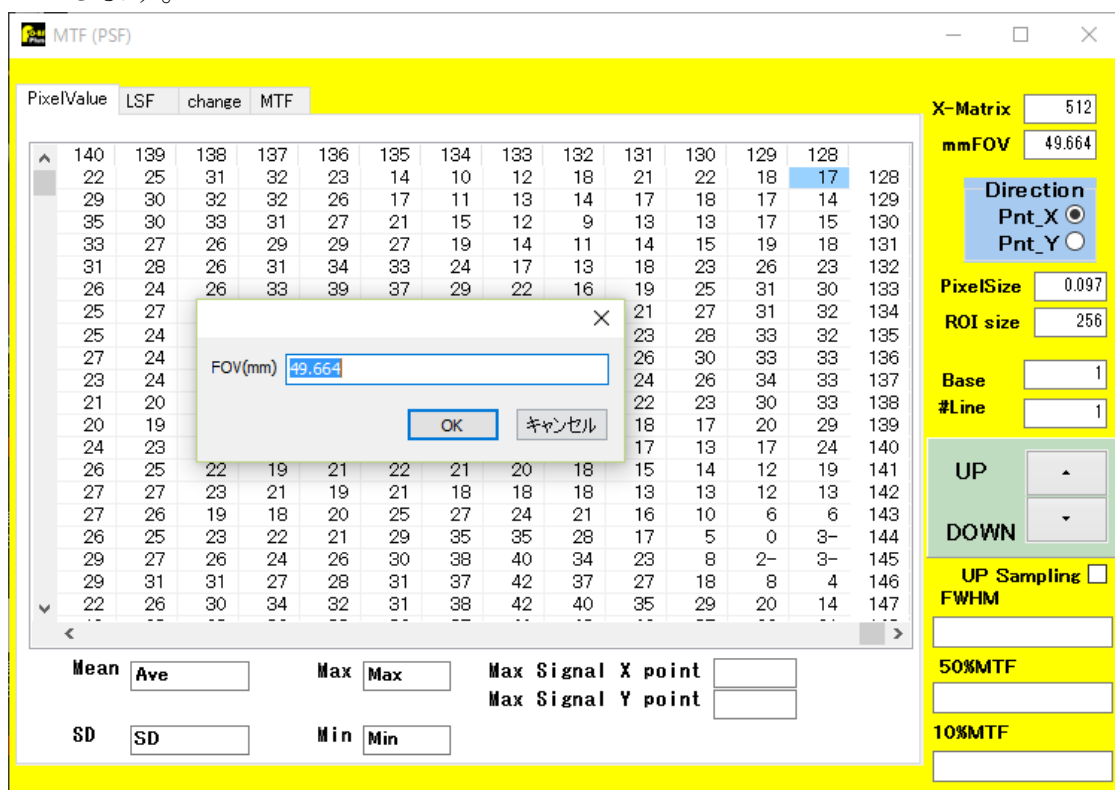 MTF (PSF)
PixelValue LSF change MTF
X-Matrix 512
mmFOV 49.664
140 139 138 137 136 135 134 133 132 131 130 129 128
22 25 31 32 23 14 10 12 18 21 22 18 17 128
29 30 32 32 26 17 11 13 14 17 18 17 14 129
35 30 33 31 27 21 15 12 9 13 13 17 15 130
33 27 26 29 29 27 19 14 11 14 15 19 18 131
31 28 26 31 34 33 24 17 13 18 23 26 23 132
26 24 26 33 39 37 29 22 16 19 25 31 30 133
25 27 21 27 31 32 134
25 24 23 28 33 32 135
27 24 26 30 33 33 136
23 24 24 26 34 33 137
21 20 22 23 30 33 138
20 19 18 17 20 29 139
24 23 17 13 17 24 140
26 25 22 19 21 22 21 20 18 15 14 12 19 141
27 27 23 21 19 21 18 18 18 13 13 12 13 142
27 26 19 18 20 25 27 24 21 16 10 6 6 143
26 25 23 22 21 29 35 35 28 17 5 0 3- 144
29 27 26 24 26 30 38 40 34 23 8 2- 3- 145
29 31 31 27 28 31 37 42 37 27 18 8 4 146
22 26 30 34 32 31 38 42 40 35 29 20 14 147
FOV(mm) 49.664
OK キャンセル
Direction
Pnt_X
Pnt_Y
PixelSize 0.097
ROI size 256
Base 1
#Line 1
UP
DOWN
UP Sampling
FWHM
50%MTF
10%MTF
Mean Ave Max Max Max Signal X point
Max Signal Y point
SD SD Min Min